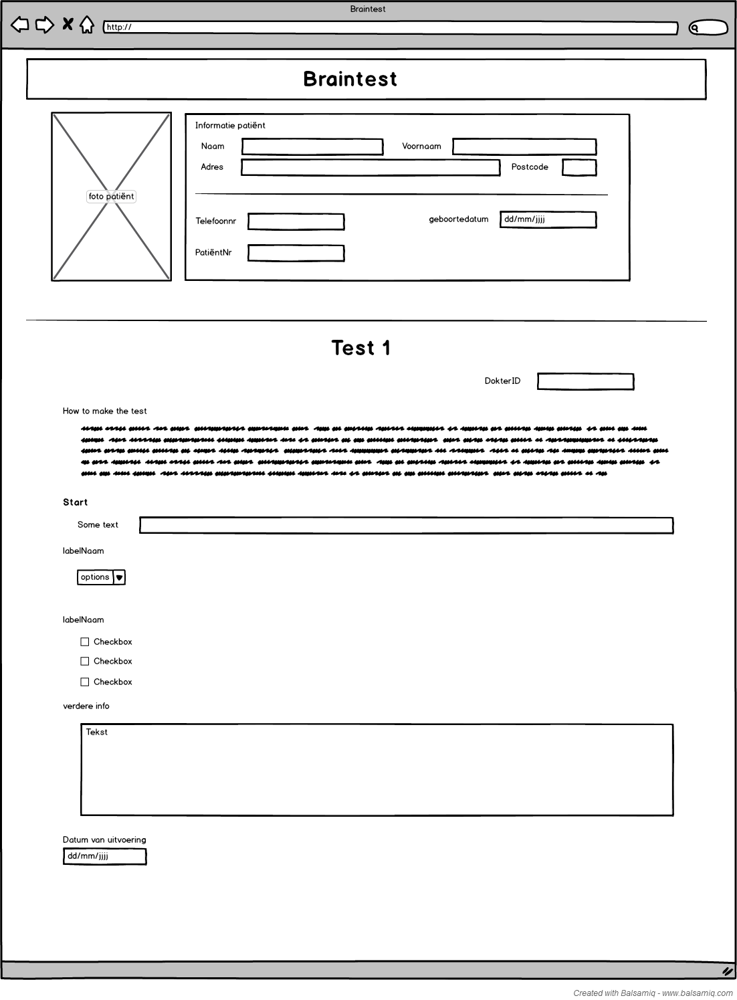 Braintest
http://
Braintest
foto patiënt
Informatie patiënt
Naam
Voornaam
Adres
Postcode
Telefoonnr
geboortedatum
dd/mm/jjjj
PatiëntNr
Test 1
DokterID
How to make the test
Start
Some text
labelNaam
options
labelNaam
Checkbox
Checkbox
Checkbox
verdere info
Tekst
Datum van uitvoering
dd/mm/jjjj
Created with Balsamiq - www.balsamiq.com